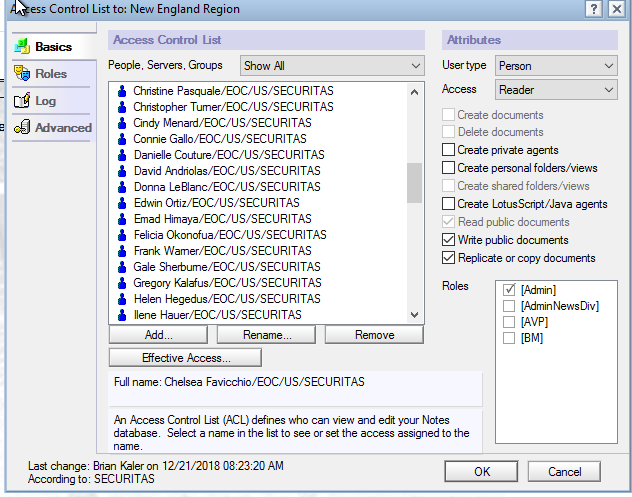 Access Control List to: New England Region
Basics
Roles
Log
Advanced
Access Control List
People, Servers, Groups
Show All
Christine Pasquale/EOC/US/SECURITAS
Christopher Turner/EOC/US/SECURITAS
Cindy Menard/EOC/US/SECURITAS
Connie Gallo/EOC/US/SECURITAS
Danielle Couture/EOC/US/SECURITAS
David Andriolas/EOC/US/SECURITAS
Donna LeBlanc/EOC/US/SECURITAS
Edwin Ortiz/EOC/US/SECURITAS
Emad Himaya/EOC/US/SECURITAS
Felicia Okonofua/EOC/US/SECURITAS
Frank Warner/EOC/US/SECURITAS
Gale Sherburne/EOC/US/SECURITAS
Gregory Kalafus/EOC/US/SECURITAS
Helen Hegedus/EOC/US/SECURITAS
Ilene Hauer/EOC/US/SECURITAS
Add... Rename... Remove
Effective Access...
Full name: Chelsea Favicchio/EOC/US/SECURITAS
An Access Control List (ACL) defines who can view and edit your Notes
database. Select a name in the list to see or set the access assigned to the
name.
Attributes
User type Person
Access Reader
Create documents
Delete documents
Create private agents
Create personal folders/views
Create shared folders/views
Create LotusScript/Java agents
Read public documents
Write public documents
Replicate or copy documents
Roles
[Admin]
[AdminNewsDiv]
[AVP]
[BM]
Last change: Brian Kaler on 12/21/2018 08:23:20 AM
According to: SECURITAS
OK Cancel